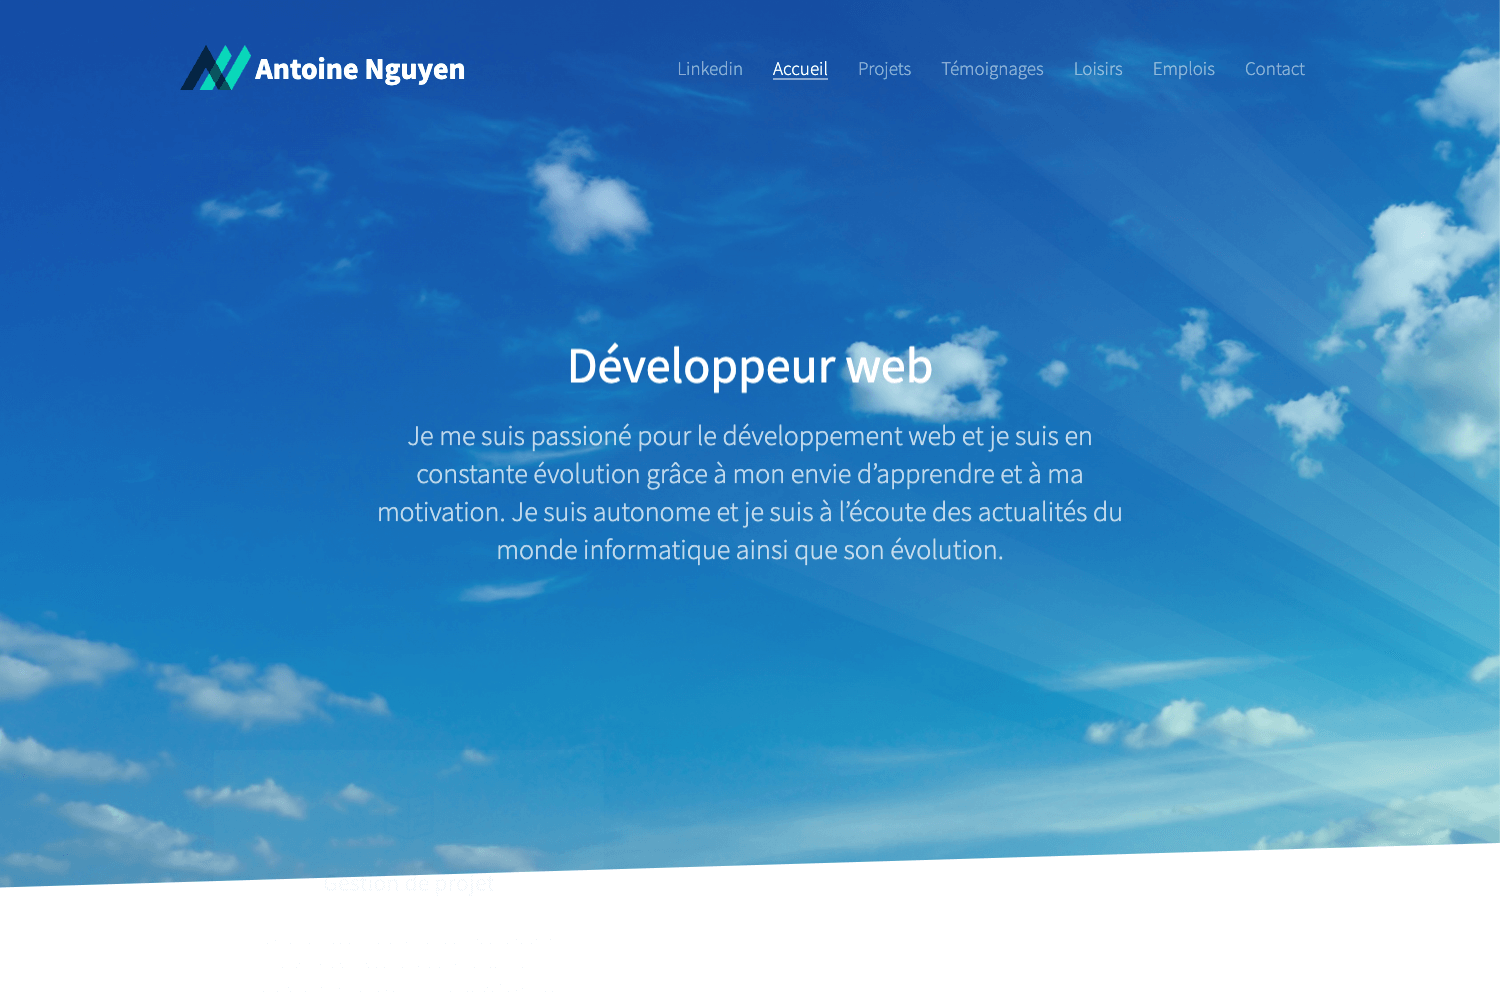 Antoine Nguyen
Linkedin Accueil Projets Témoignages Loisirs Emplois Contact
Développeur web
Je me suis passioné pour le développement web et je suis en
constante évolution grâce à mon envie d’apprendre et à ma
motivation. Je suis autonome et je suis à l’écoute des actualités du
monde informatique ainsi que son évolution.
Gestion de projet